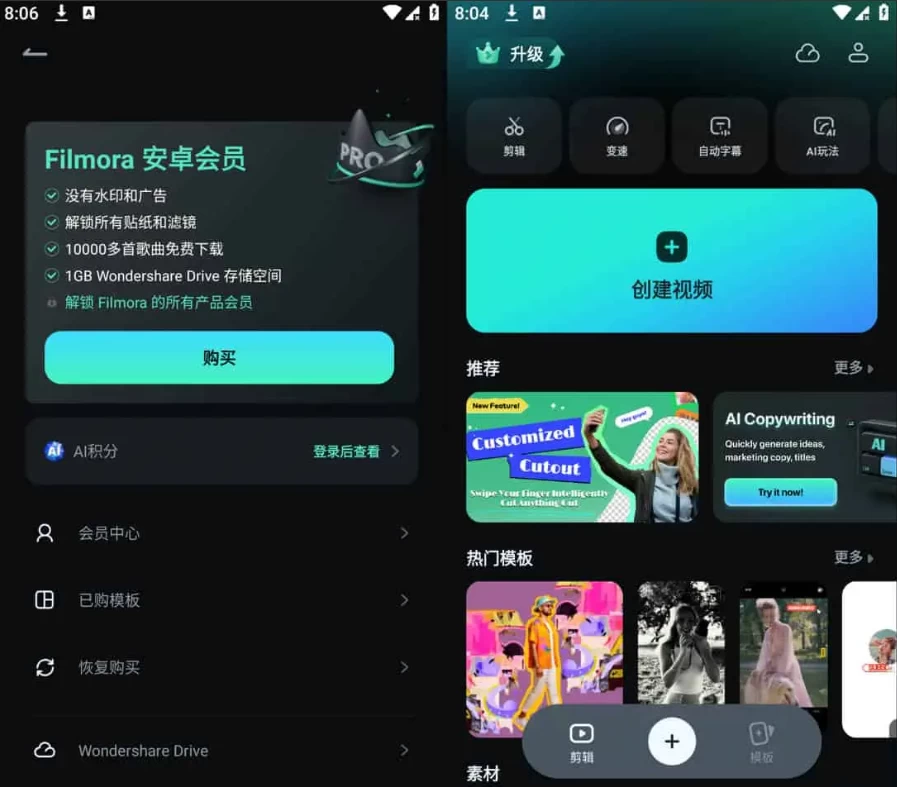 8:06
PRO
Filmora 安卓会员
没有水印和广告
解锁所有贴纸和滤镜
10000多首歌曲免费下载
1GB Wondershare Drive 存储空间
解锁 Filmora 的所有产品会员
购买
AI AI积分 登录后查看
会员中心
已购模板
恢复购买
Wondershare Drive
8:04
升级
剪辑 变速 自动字幕 AI玩法
创建视频
推荐 更多
New Feature!
Customized
Cutout
Swipe Your Finger Intelligently
Cut Anything Out
AI Copywriting
Quickly generate ideas,
marketing copy, titles
Try it now!
AI
热门模板 更多
剪辑 模板
素材